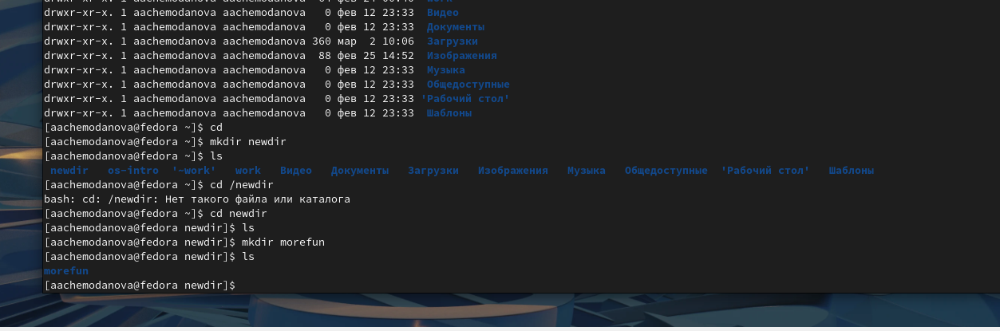 drwxr-xr-x. 1 aachemodanova aachemodanova   0 фев 12 23:33  Видео
drwxr-xr-x. 1 aachemodanova aachemodanova   0 фев 12 23:33  Документы
drwxr-xr-x. 1 aachemodanova aachemodanova 360 мар  2 10:06  Загрузки
drwxr-xr-x. 1 aachemodanova aachemodanova  88 фев 25 14:52  Изображения
drwxr-xr-x. 1 aachemodanova aachemodanova   0 фев 12 23:33  Музыка
drwxr-xr-x. 1 aachemodanova aachemodanova   0 фев 12 23:33  Общедоступные
drwxr-xr-x. 1 aachemodanova aachemodanova   0 фев 12 23:33 'Рабочий стол'
drwxr-xr-x. 1 aachemodanova aachemodanova   0 фев 12 23:33  Шаблоны
[aachemodanova@fedora ~]$ cd
[aachemodanova@fedora ~]$ mkdir newdir
[aachemodanova@fedora ~]$ ls
 newdir   os-intro  '~work'   work   Видео   Документы   Загрузки   Изображения   Музыка   Общедоступные  'Рабочий стол'   Шаблоны
[aachemodanova@fedora ~]$ cd /newdir
bash: cd: /newdir: Нет такого файла или каталога
[aachemodanova@fedora ~]$ cd newdir
[aachemodanova@fedora newdir]$ ls
[aachemodanova@fedora newdir]$ mkdir morefun
[aachemodanova@fedora newdir]$ ls
morefun
[aachemodanova@fedora newdir]$